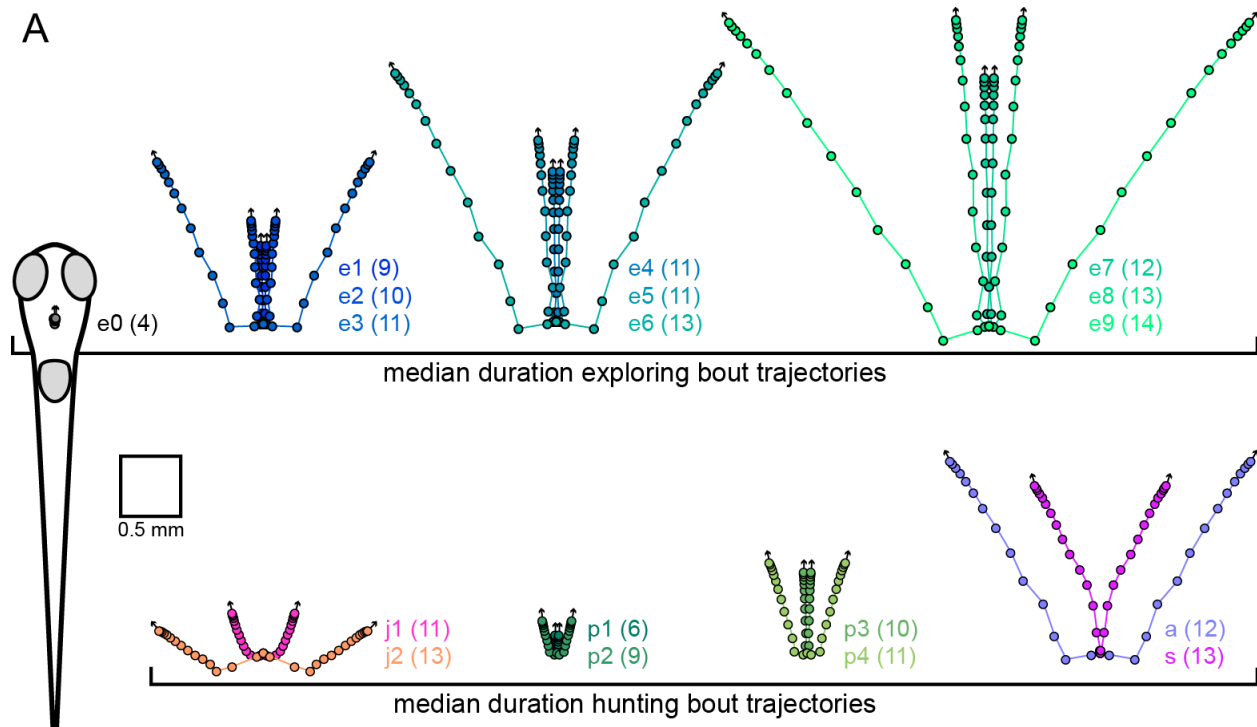 A
e0 (4)
e1 (9)
e2 (10)
e3 (11)
e4 (11)
e5 (11)
e6 (13)
e7 (12)
e8 (13)
e9 (14)
median duration exploring bout trajectories
0.5 mm
j1 (11)
j2 (13)
p1 (6)
p2 (9)
p3 (10)
p4 (11)
a (12)
s (13)
median duration hunting bout trajectories